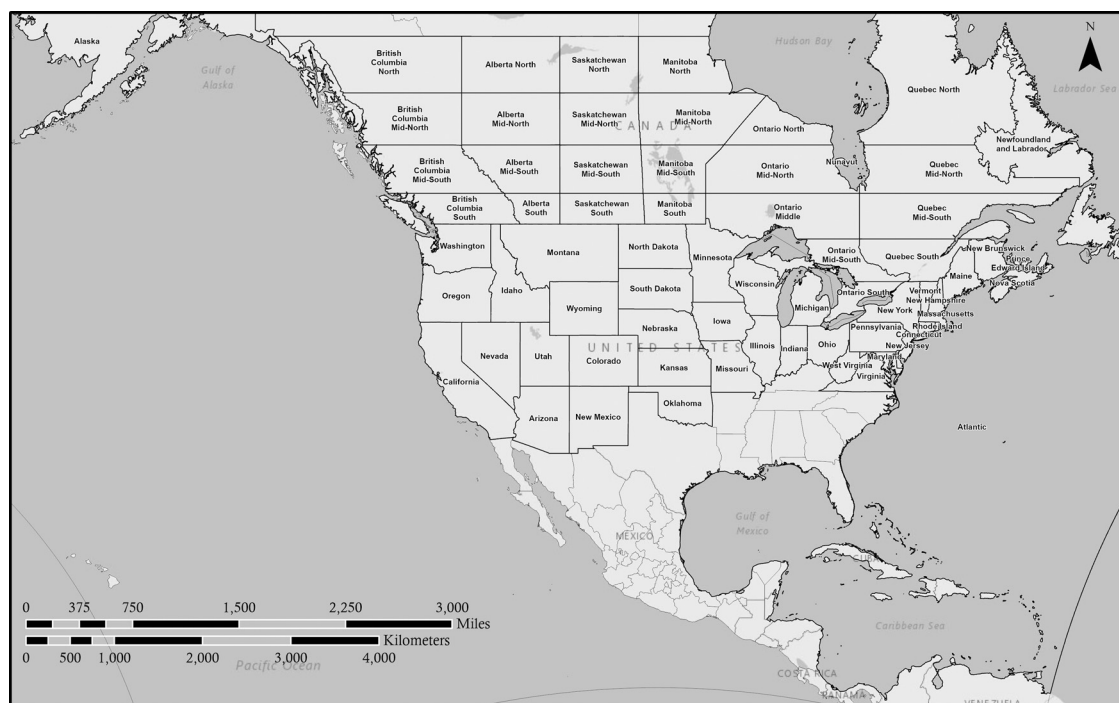 Alaska
Gulf of
Alaska
Hudson Bay
N
Labrador Sea
British
Columbia
North
Alberta North
Saskatchewan
North
Manitoba
North
Quebec North
British
Columbia
Mid-North
Alberta
Mid-North
Saskatchewan
Mid-North
Manitoba
Mid-North
CANADA
Ontario North
Newfoundland
and Labrador
British
Columbia
Mid-South
Alberta
Mid-South
Saskatchewan
Mid-South
Manitoba
Mid-South
Ontario
Mid-North
Nunavut
Quebec
Mid-North
British
Columbia
South
Alberta
South
Saskatchewan
South
Manitoba
South
Ontario
Middle
Quebec
Mid-South
Washington
Montana
North Dakota
Minnesota
Ontario
Mid-South
Quebec South
New Brunswick
Prince
Edward Island
Maine
Nova Scotia
Oregon
Idaho
Wyoming
South Dakota
Wisconsin
Michigan
Ontario South
Vermont
New Hampshire
New York
Massachusetts
Nebraska
Iowa
Pennsylvania
Rhode Island
Connecticut
UNITED STATES
Nevada
Utah
Colorado
Kansas
Missouri
Illinois
Indiana
Ohio
New Jersey
Maryland
West Virginia
Virginia
California
Arizona
New Mexico
Oklahoma
Atlantic
Gulf of
Mexico
MÉXICO
CUBA
Caribbean Sea
0 375 750 1,500 2,250 3,000
Miles
Kilometers
0 500 1,000 2,000 3,000 4,000
Pacific Ocean
COSTA RICA
PANAMA
VENEZUELA